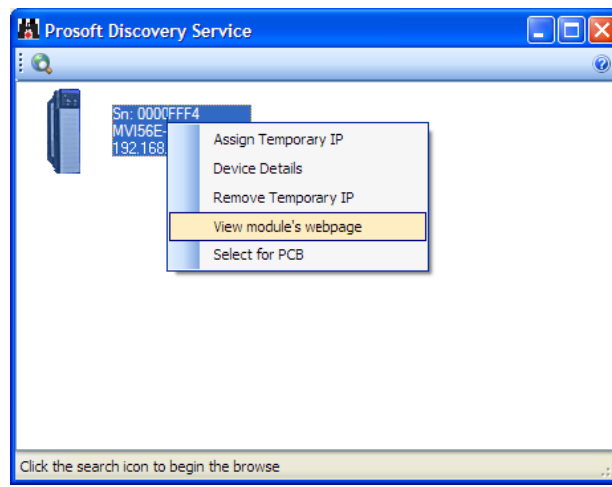 Prosoft Discovery Service
Sn: 0000FFF4
MVI56E-
192.168.
Assign Temporary IP
Device Details
Remove Temporary IP
View module's webpage
Select for PCB
Click the search icon to begin the browse